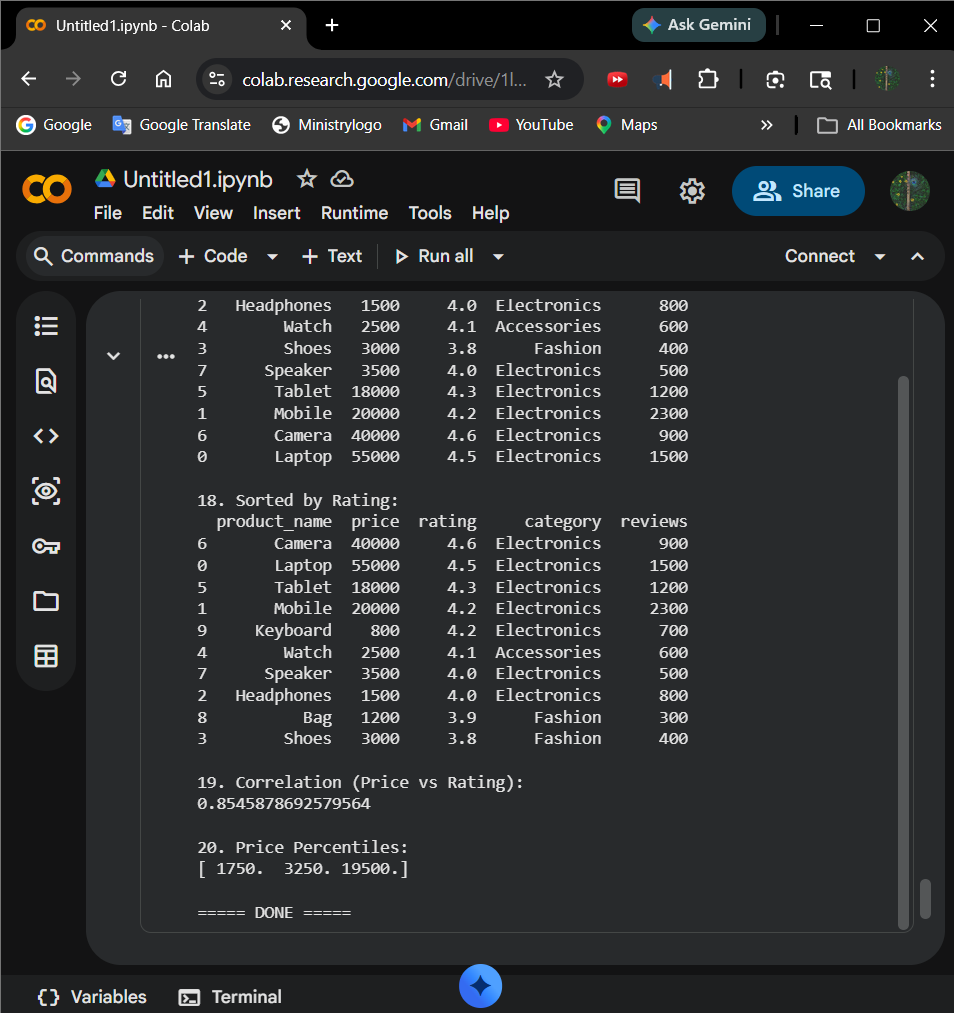 Untitled1.ipynb - Colab
Ask Gemini
colab.research.google.com/drive/1l...
Google Google Translate Ministrylogo Gmail YouTube Maps » All Bookmarks
Untitled1.ipynb
Share
File Edit View Insert Runtime Tools Help
Commands + Code + Text Run all Connect
2 Headphones 1500 4.0 Electronics 800
4 Watch 2500 4.1 Accessories 600
3 Shoes 3000 3.8 Fashion 400
7 Speaker 3500 4.0 Electronics 500
5 Tablet 18000 4.3 Electronics 1200
1 Mobile 20000 4.2 Electronics 2300
6 Camera 40000 4.6 Electronics 900
0 Laptop 55000 4.5 Electronics 1500
18. Sorted by Rating:
product_name price rating category reviews
6 Camera 40000 4.6 Electronics 900
0 Laptop 55000 4.5 Electronics 1500
5 Tablet 18000 4.3 Electronics 1200
1 Mobile 20000 4.2 Electronics 2300
9 Keyboard 800 4.2 Electronics 700
4 Watch 2500 4.1 Accessories 600
7 Speaker 3500 4.0 Electronics 500
2 Headphones 1500 4.0 Electronics 800
8 Bag 1200 3.9 Fashion 300
3 Shoes 3000 3.8 Fashion 400
19. Correlation (Price vs Rating):
0.8545878692579564
20. Price Percentiles:
[ 1750. 3250. 19500.]
===== DONE =====
Variables Terminal